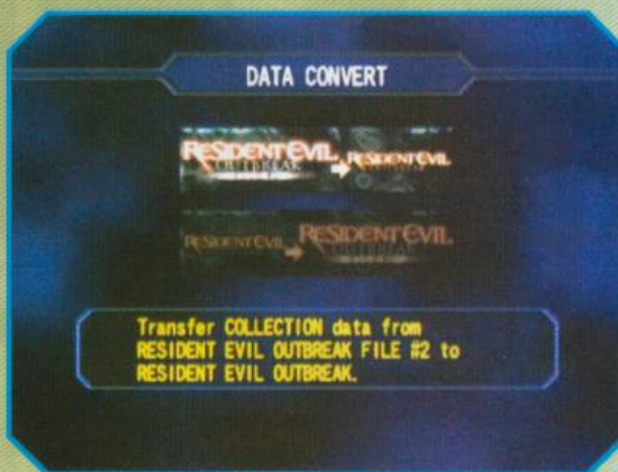 DATA CONVERT
RESIDENT EVIL OUTBREAK RESIDENT EVIL
RESIDENT EVIL RESIDENT EVIL OUTBREAK
Transfer COLLECTION data from
RESIDENT EVIL OUTBREAK FILE #2 to
RESIDENT EVIL OUTBREAK.